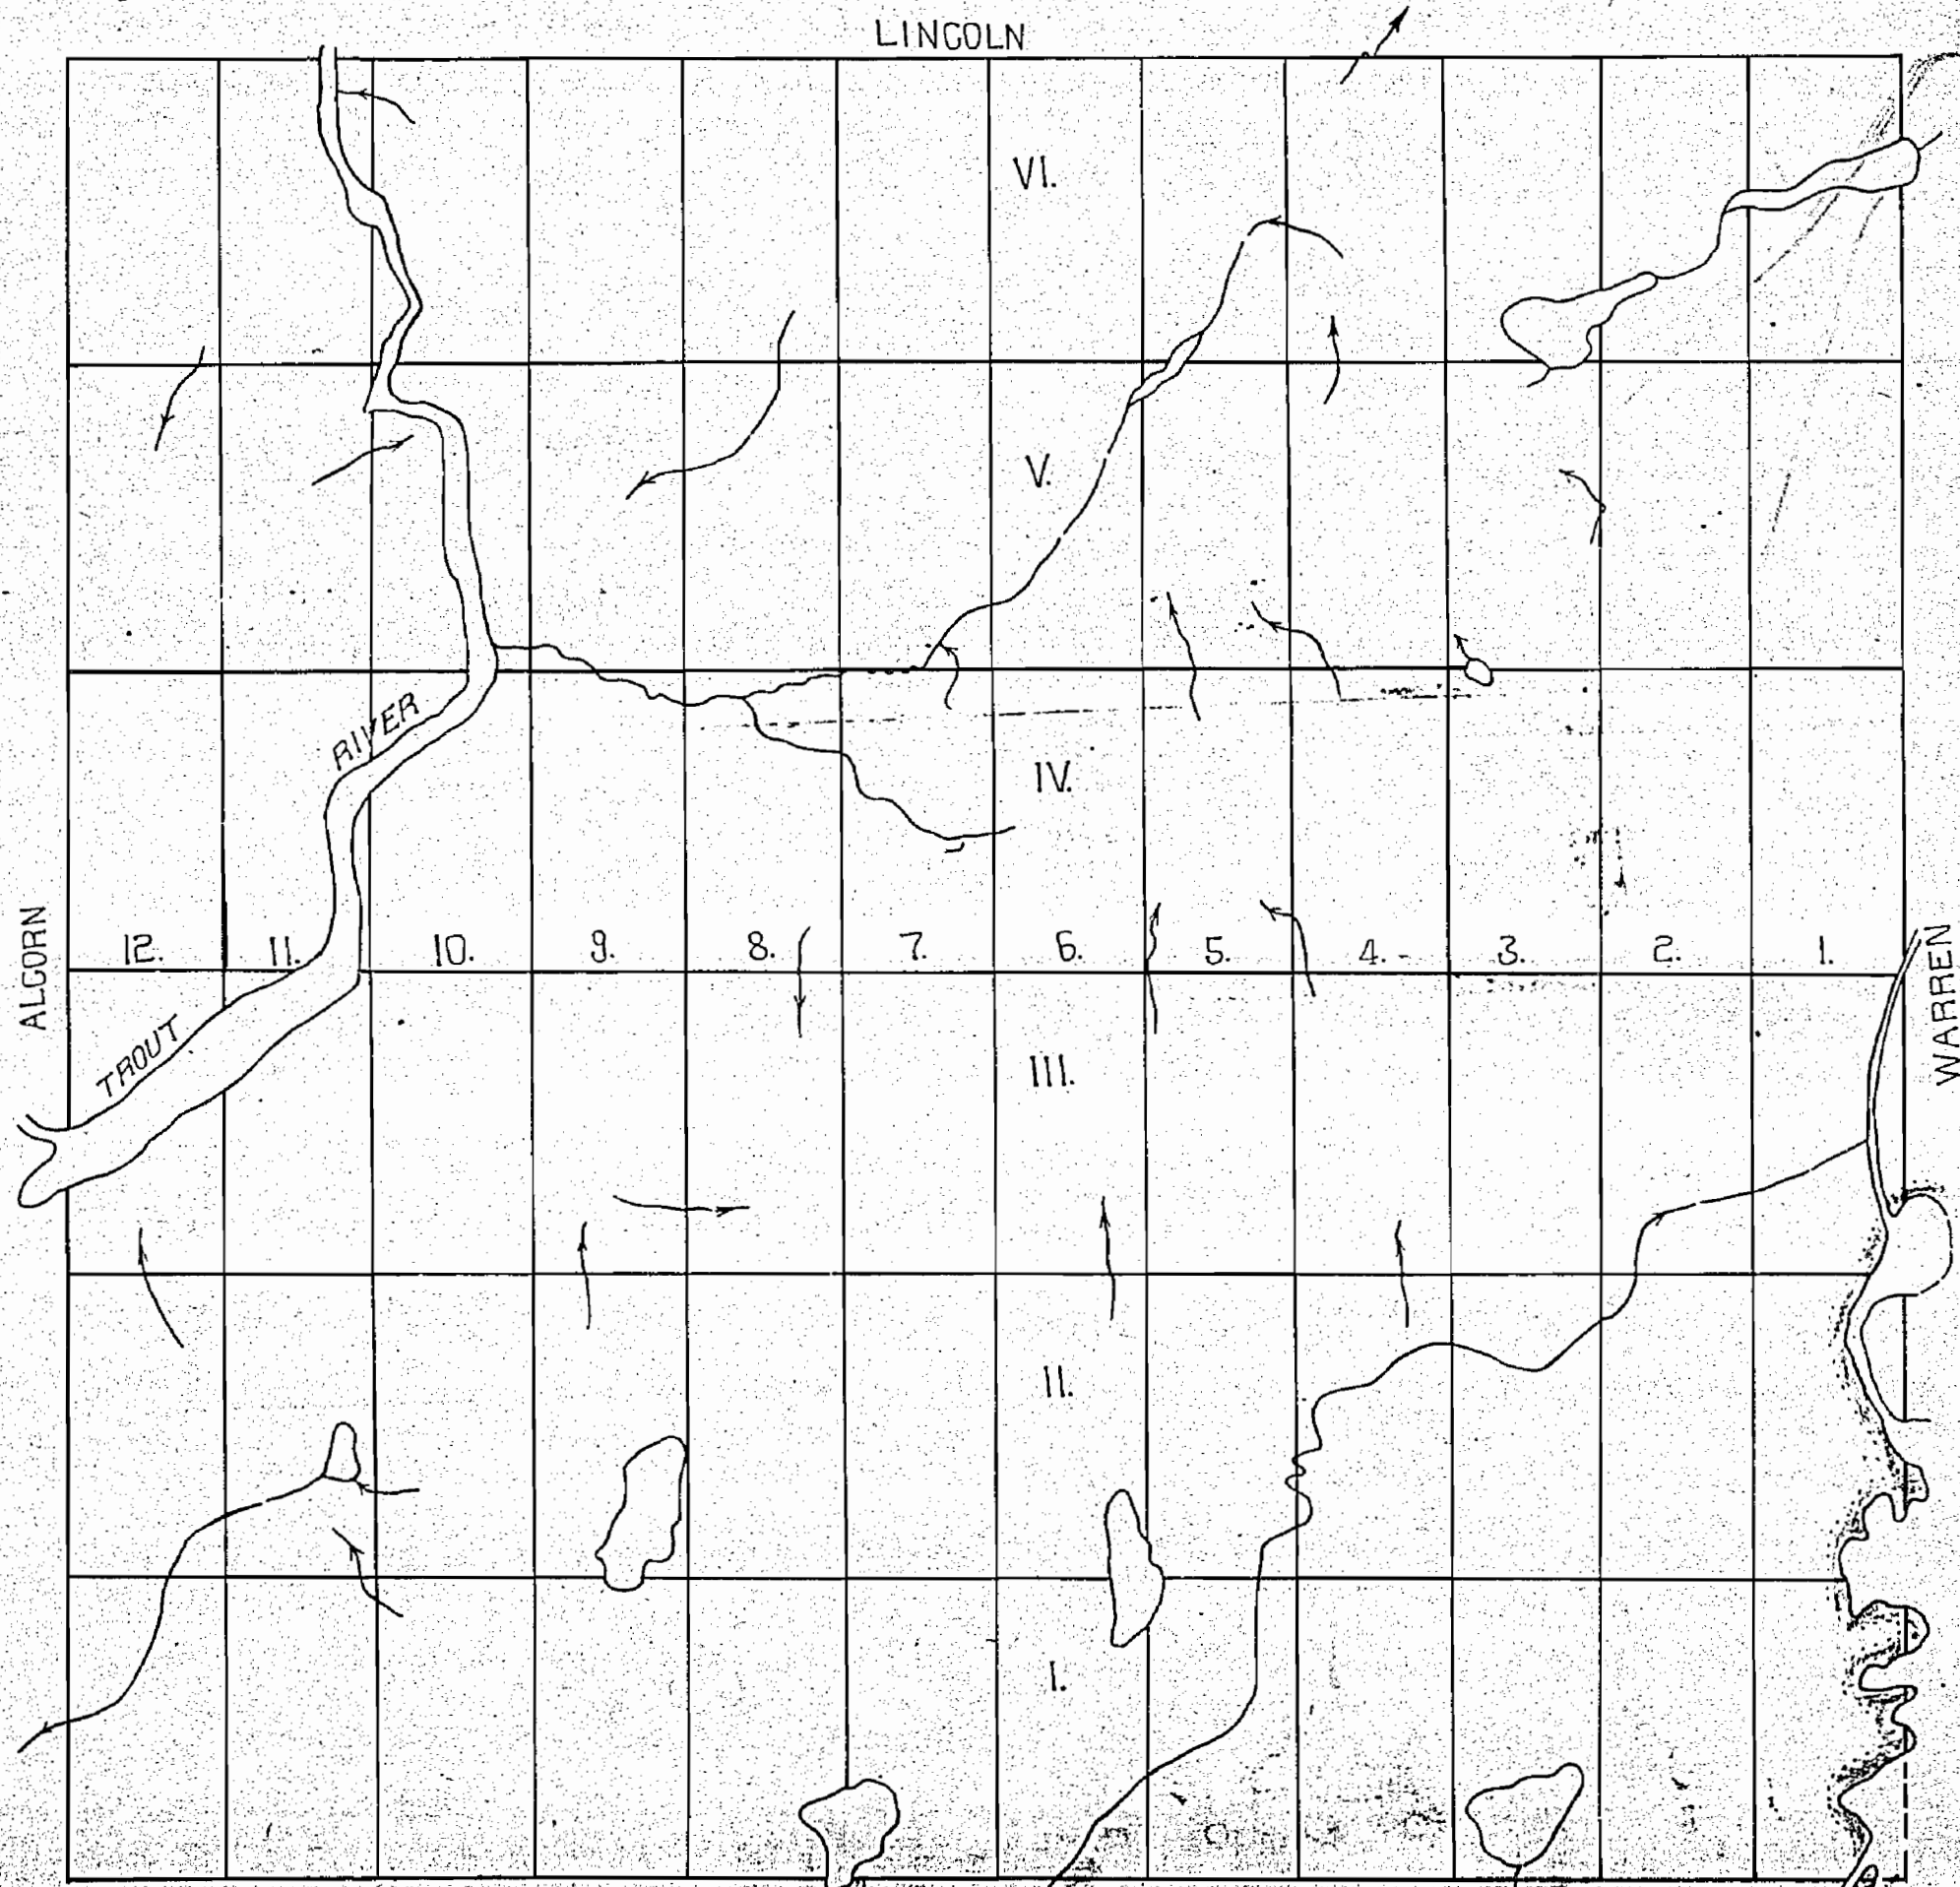 LINCOLN
VI.
V.
RIVER
IV.
ALCORN
12. 11. 10. 9. 8. 7. 6. 5. 4. 3. 2. 1.
WARREN
TROUT
III.
II.
I.